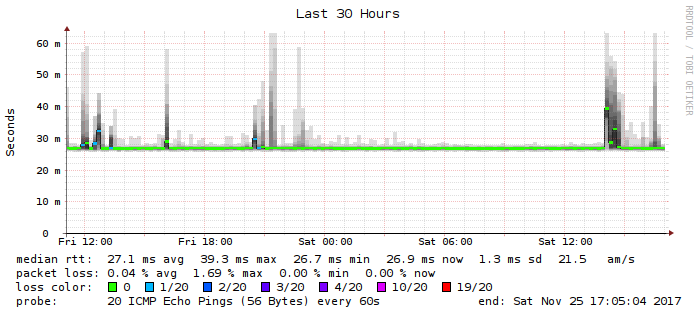 Last 30 Hours
RRDTOOL / TOBI OETIKER
Seconds
60 m
50 m
40 m
30 m
20 m
10 m
0
Fri 12:00 Fri 18:00 Sat 00:00 Sat 06:00 Sat 12:00
median rtt: 27.1 ms avg 39.3 ms max 26.7 ms min 26.9 ms now 1.3 ms sd 21.5 am/s
packet loss: 0.04 % avg 1.69 % max 0.00 % min 0.00 % now
loss color: 0 1/20 2/20 3/20 4/20 10/20 19/20
probe: 20 ICMP Echo Pings (56 Bytes) every 60s end: Sat Nov 25 17:05:04 2017